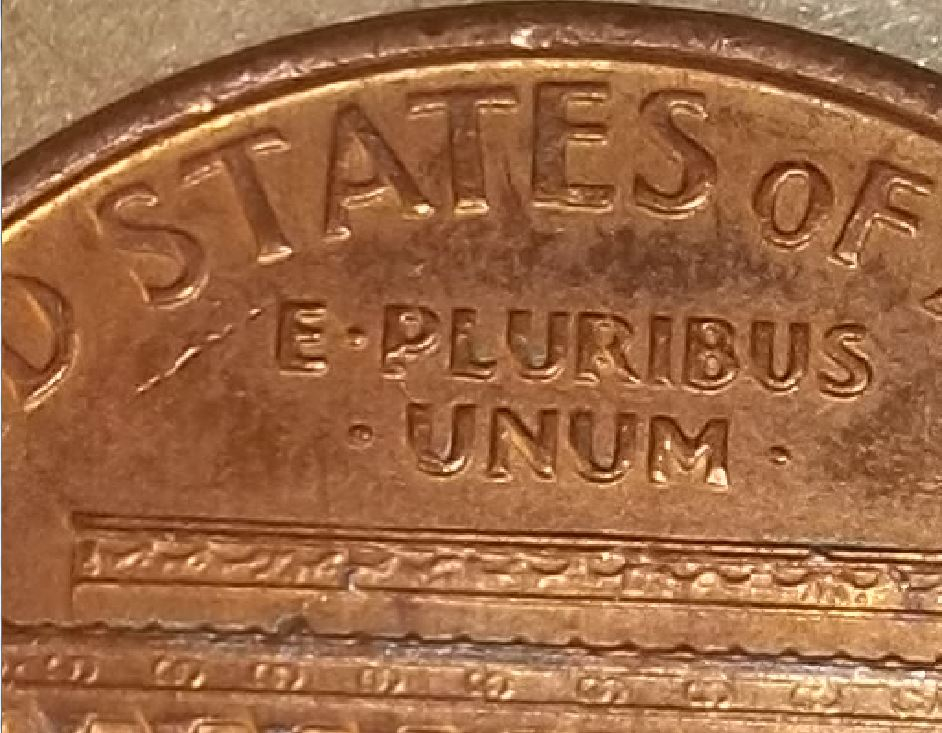 D STATES OF
E·PLURIBUS
· UNUM ·